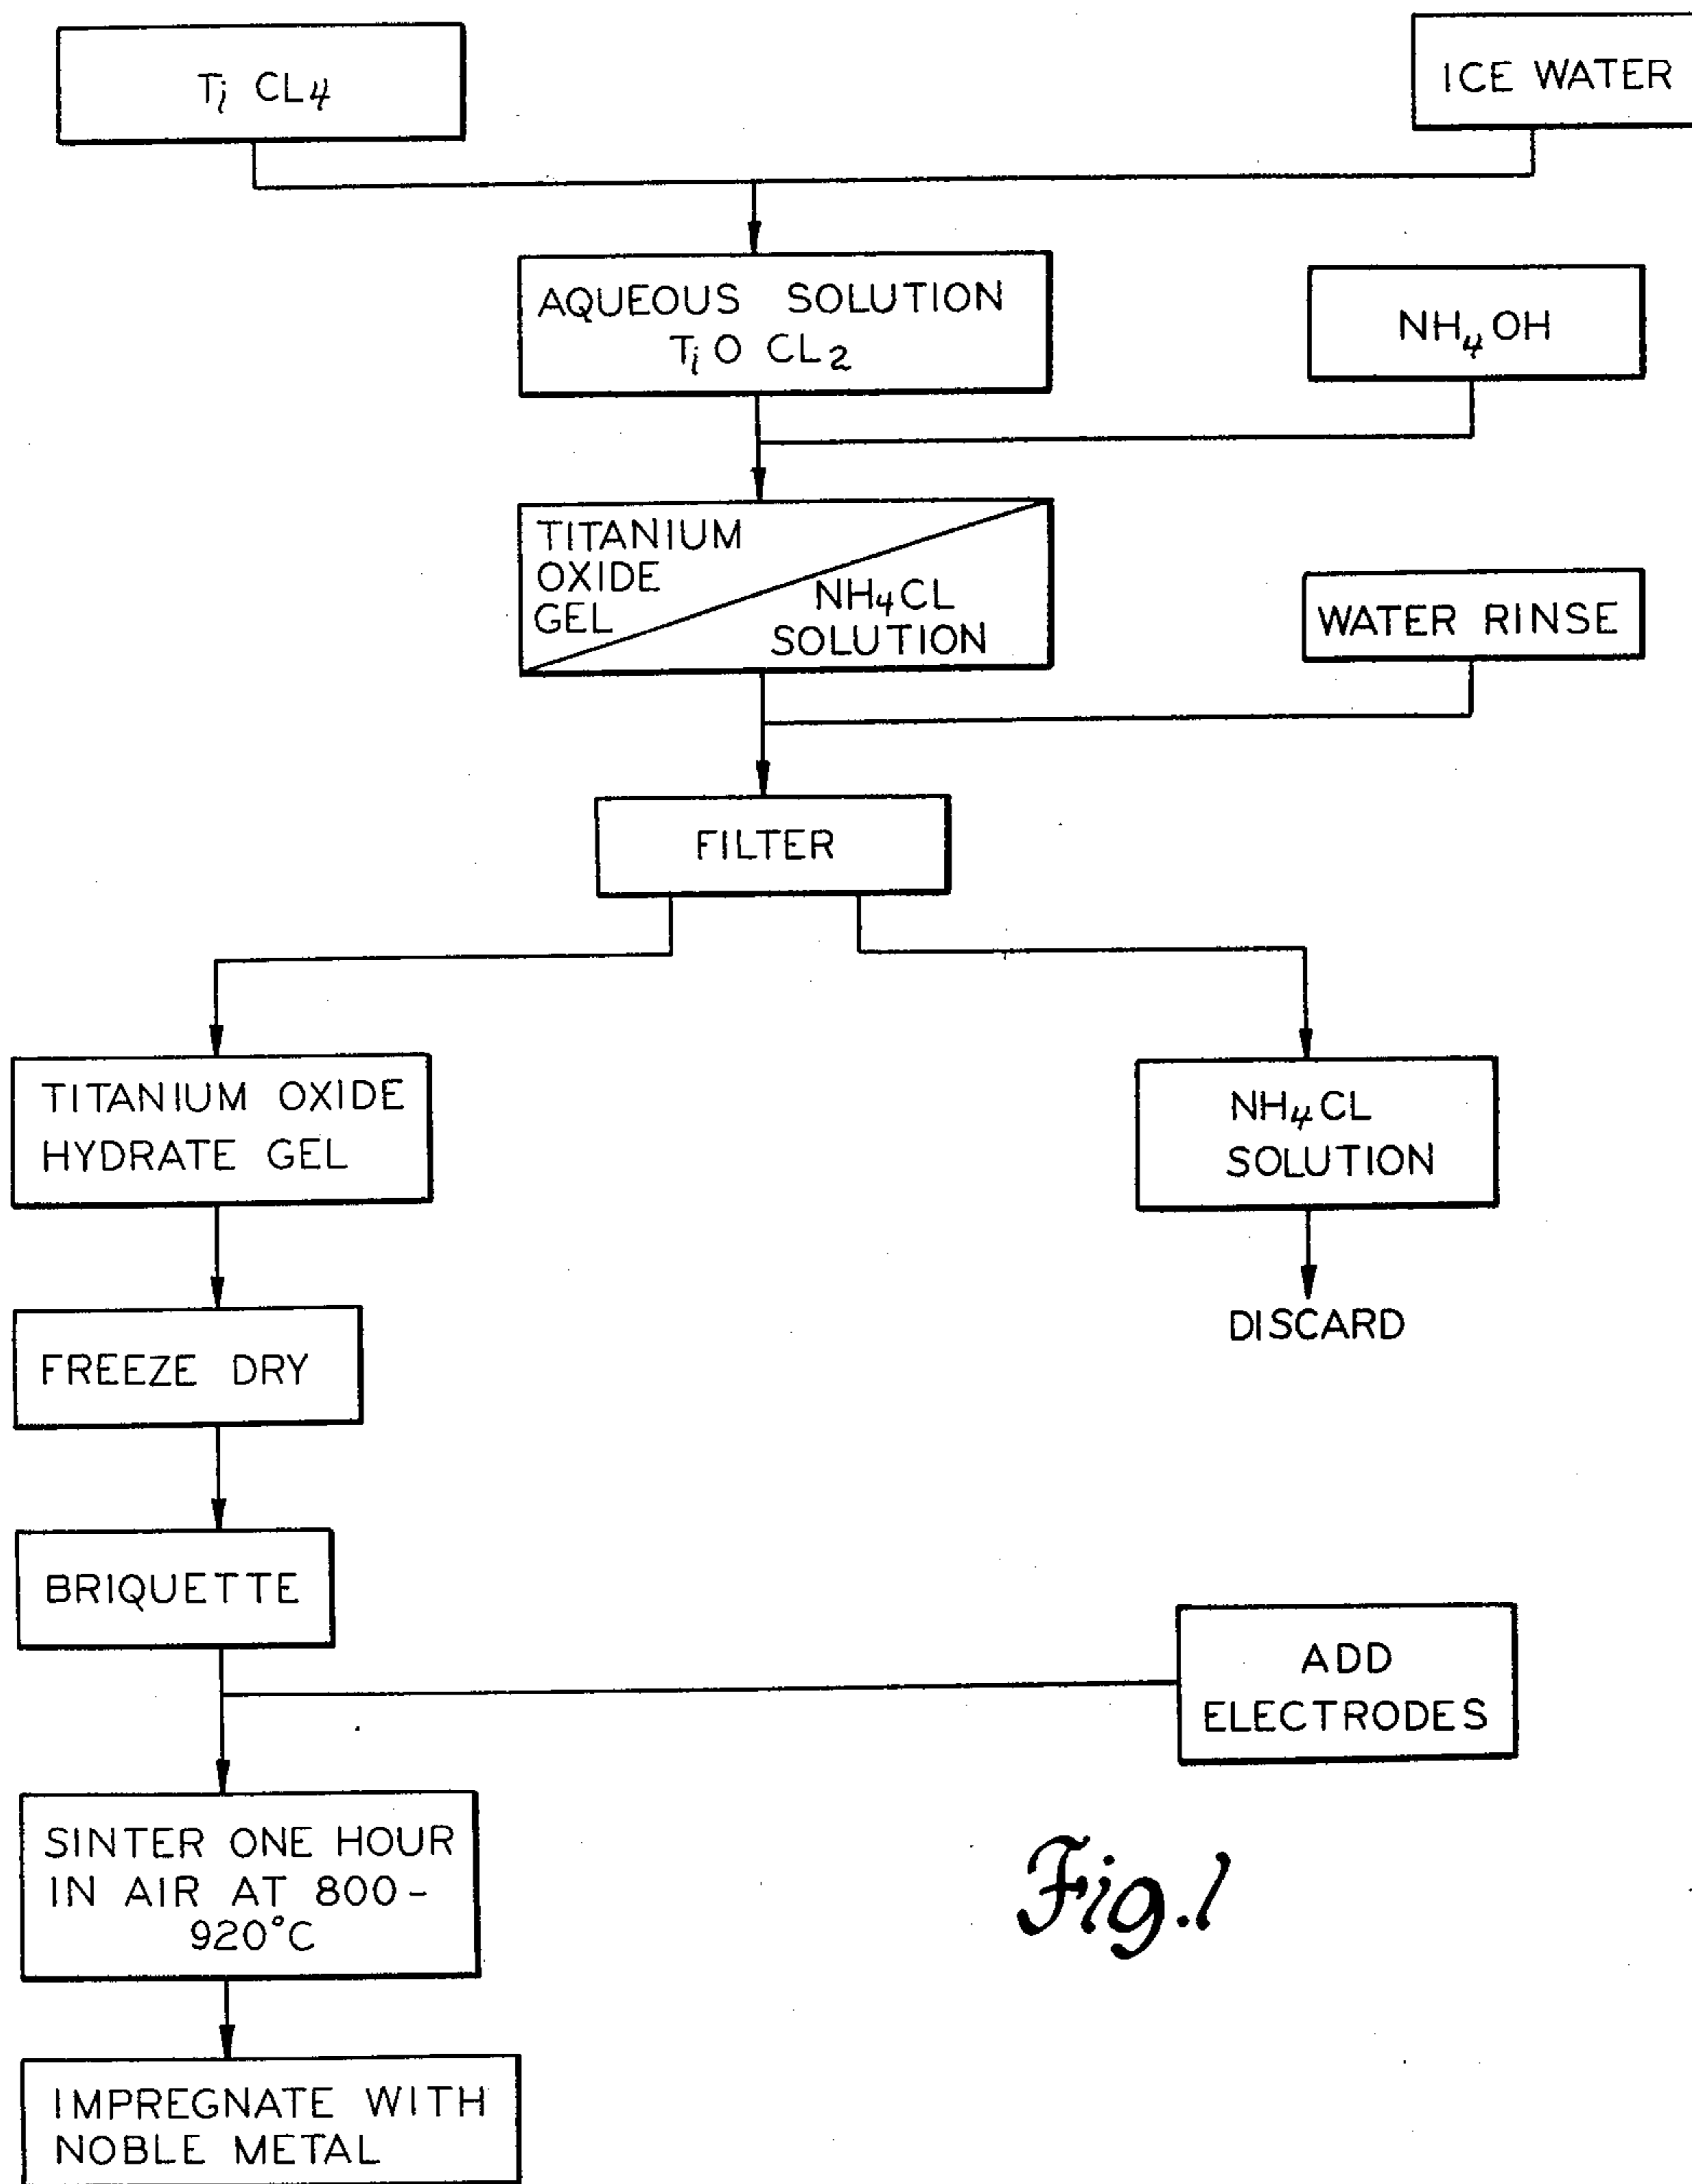 Ti CL4
ICE WATER
AQUEOUS SOLUTION
Ti O CL2
NH4 OH
TITANIUM
OXIDE
GEL
NH4CL
SOLUTION
WATER RINSE
FILTER
TITANIUM OXIDE
HYDRATE GEL
NH4CL
SOLUTION
DISCARD
FREEZE DRY
BRIQUETTE
ADD
ELECTRODES
SINTER ONE HOUR
IN AIR AT 800-
920°C
Fig.1
IMPREGNATE WITH
NOBLE METAL